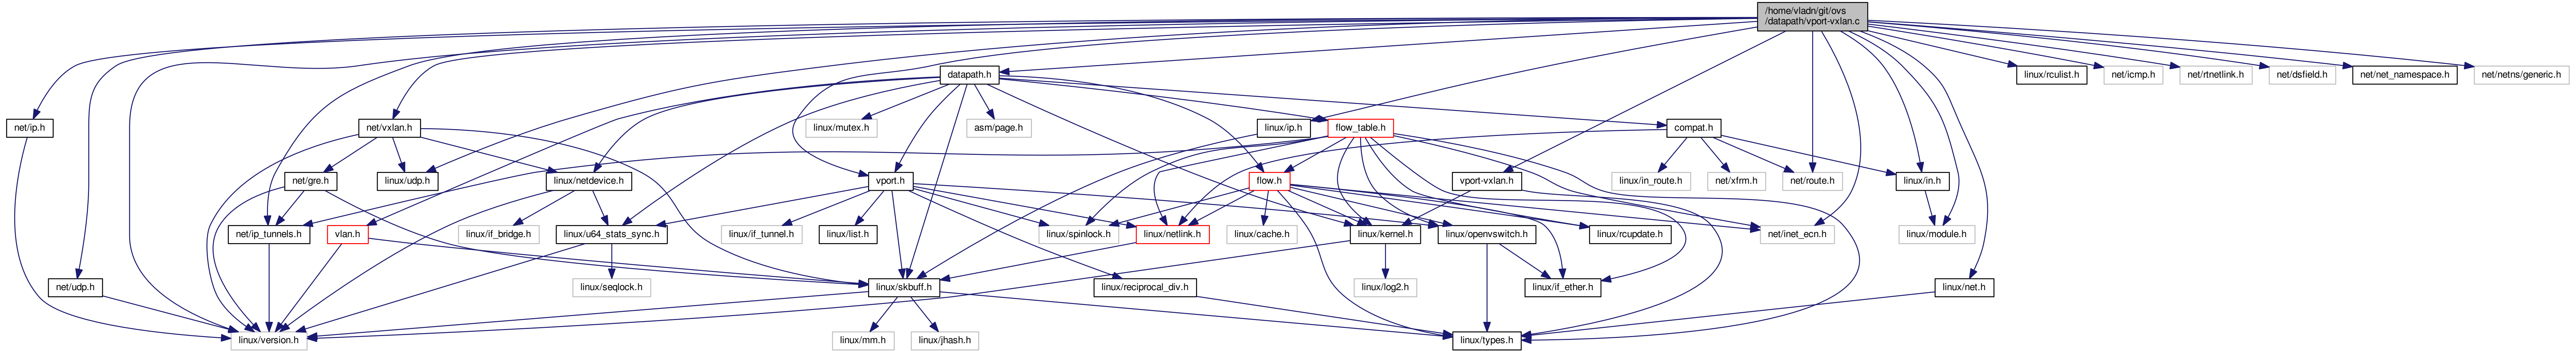 /home/vladn/git/ovs
/datapath/vport-vxlan.c
datapath.h
linux/rculist.h
net/icmp.h
net/rtnetlink.h
net/dsfield.h
net/net_namespace.h
net/netns/generic.h
net/ip.h
net/vxlan.h
linux/mutex.h
asm/page.h
linux/ip.h
flow_table.h
compat.h
net/gre.h
linux/udp.h
linux/netdevice.h
vport.h
flow.h
vport-vxlan.h
linux/in_route.h
net/xfrm.h
net/route.h
linux/in.h
net/ip_tunnels.h
vlan.h
linux/if_bridge.h
linux/u64_stats_sync.h
linux/if_tunnel.h
linux/list.h
linux/spinlock.h
linux/netlink.h
linux/cache.h
linux/kernel.h
linux/openvswitch.h
linux/rcupdate.h
net/inet_ecn.h
linux/module.h
net/udp.h
linux/seqlock.h
linux/skbuff.h
linux/reciprocal_div.h
linux/log2.h
linux/if_ether.h
linux/net.h
linux/version.h
linux/mm.h
linux/jhash.h
linux/types.h